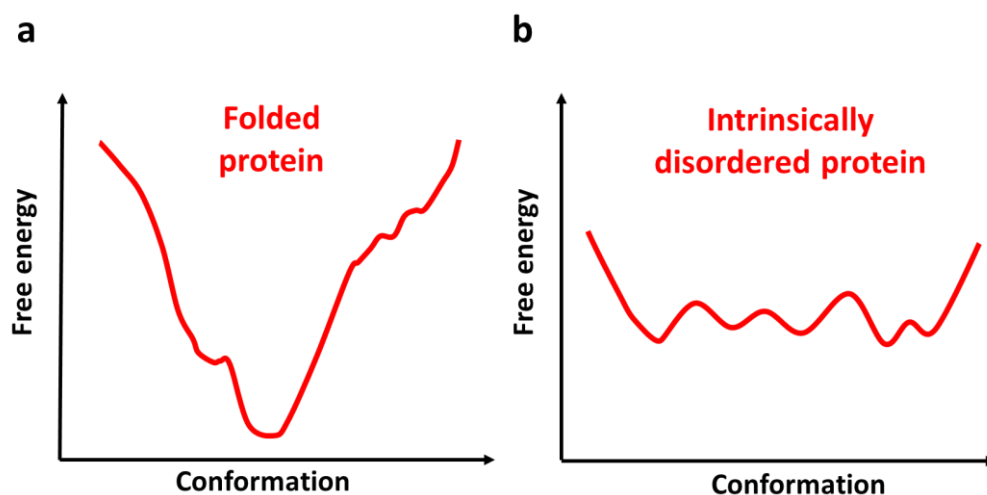 a
Folded
protein
Free energy
Conformation
b
Intrinsically
disordered protein
Free energy
Conformation